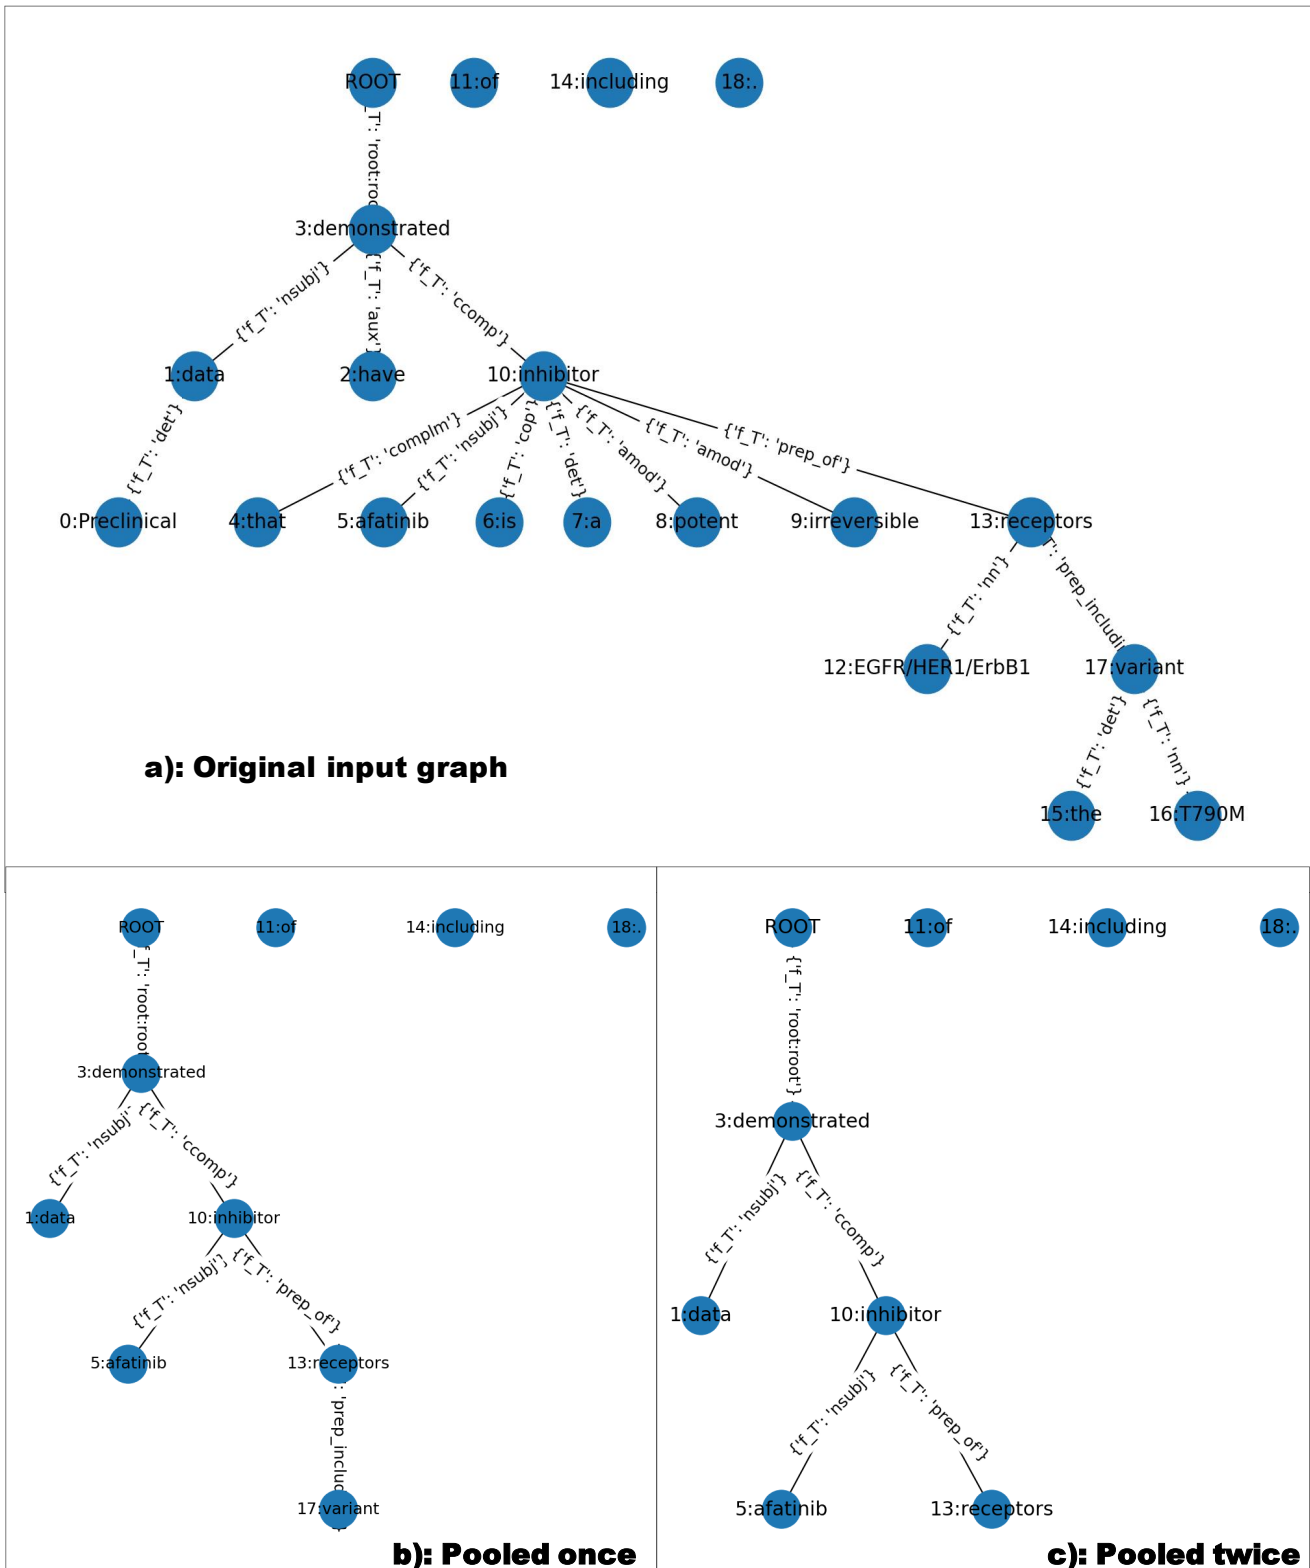 ROOT 11:of 14:including 18:.
_T': 'root:roo
3:demonstrated
{'f_T': 'nsubj'} {'f_T': 'aux'} {'f_T': 'ccomp'}
1:data 2:have 10:inhibitor
{'f_T': 'det'} {'f_T': 'complm'} {'f_T': 'nsubj'} {'f_T': 'cop'} {'f_T': 'det'} {'f_T': 'amod'} {'f_T': 'amod'} {'f_T': 'prep_of'}
0:Preclinical 4:that 5:afatinib 6:is 7:a 8:potent 9:irreversible 13:receptors
{'f_T': 'nn'} T': 'prep_includi
12:EGFR/HER1/ErbB1 17:variant
{'f_T': 'det'} {'f_T': 'nn'}
15:the 16:T790M
a): Original input graph
ROOT 11:of 14:including 18:.
f_T': 'root:root
3:demonstrated
{'f_T': 'nsubj' {'f_T': 'ccomp'}
1:data 10:inhibitor
{'f_T': 'nsubj'} {'f_T': 'prep_of'}
5:afatinib 13:receptors
': 'prep_includ
17:variant
b): Pooled once
ROOT 11:of 14:including 18:.
{'f_T': 'root:root'}
3:demonstrated
{'f_T': 'nsubj'} {'f_T': 'ccomp'}
1:data 10:inhibitor
{'f_T': 'nsubj'} {'f_T': 'prep_of'}
5:afatinib 13:receptors
c): Pooled twice